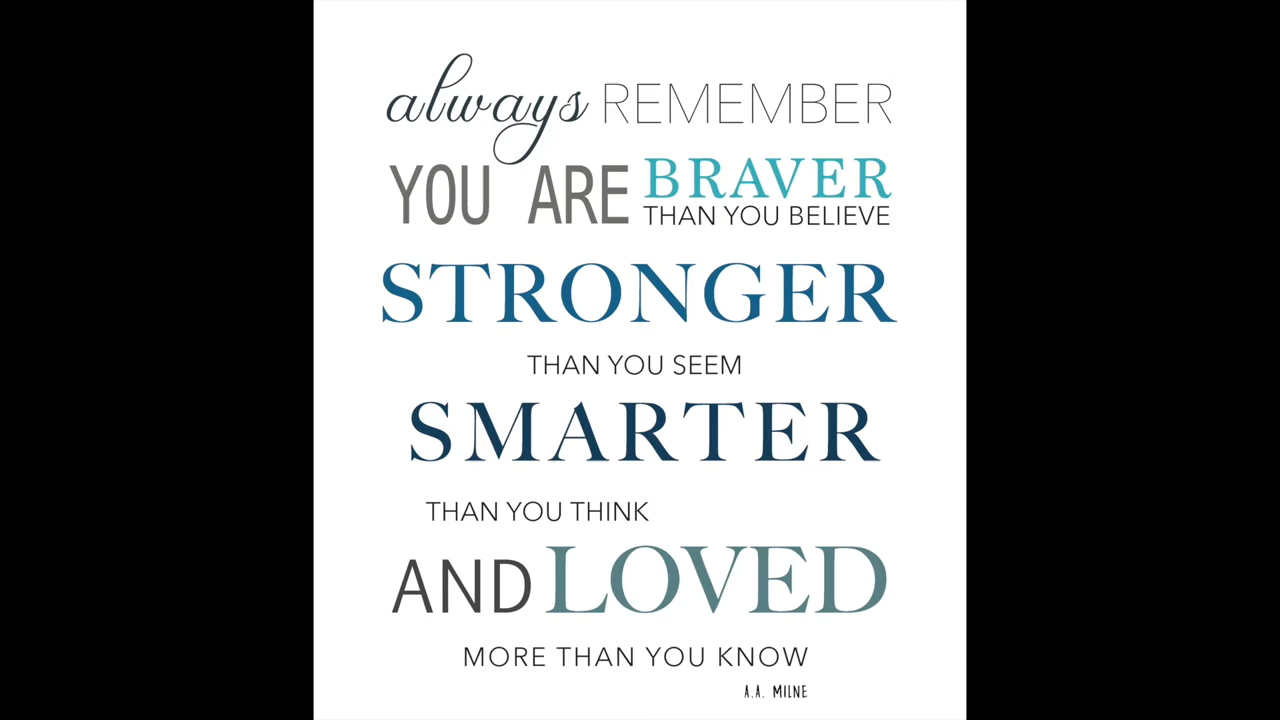 always REMEMBER
YOU ARE BRAVER
THAN YOU BELIEVE
STRONGER
THAN YOU SEEM
SMARTER
THAN YOU THINK
AND LOVED
MORE THAN YOU KNOW
A.A. MILNE